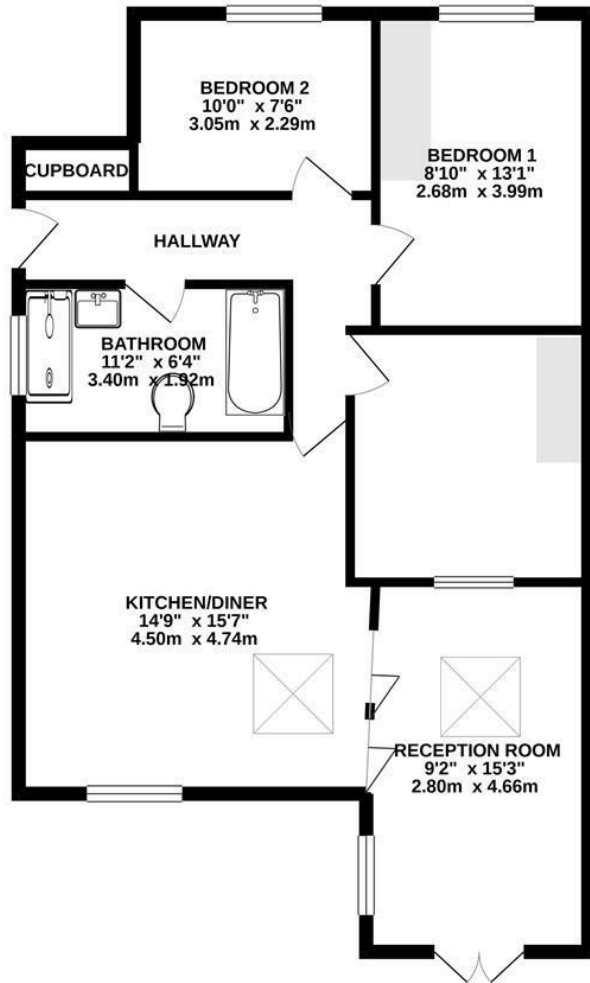 BEDROOM 2
10'0" x 7'6"
3.05m x 2.29m
BEDROOM 1
8'10" x 13'1"
2.68m x 3.99m
CUPBOARD
HALLWAY
BATHROOM
11'2" x 6'4"
3.40m x 1.92m
KITCHEN/DINER
14'9" x 15'7"
4.50m x 4.74m
RECEPTION ROOM
9'2" x 15'3"
2.80m x 4.66m